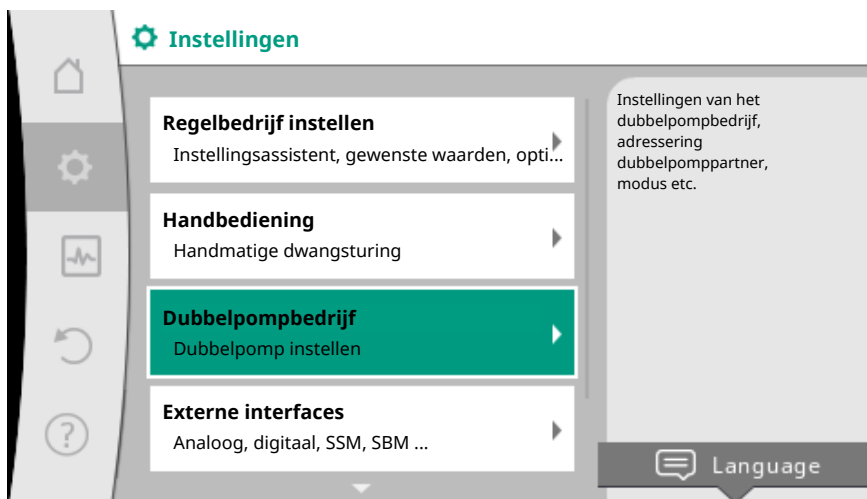 Instellingen
Regelbedrijf instellen
Instellingsassistent, gewenste waarden, opti...
Handbediening
Handmatige dwangsturing
Dubbelpompbedrijf
Dubbelpomp instellen
Externe interfaces
Analoog, digitaal, SSM, SBM ...
Instellingen van het
dubbelpompbedrijf,
adressering
dubbelpomppartner,
modus etc.
Language